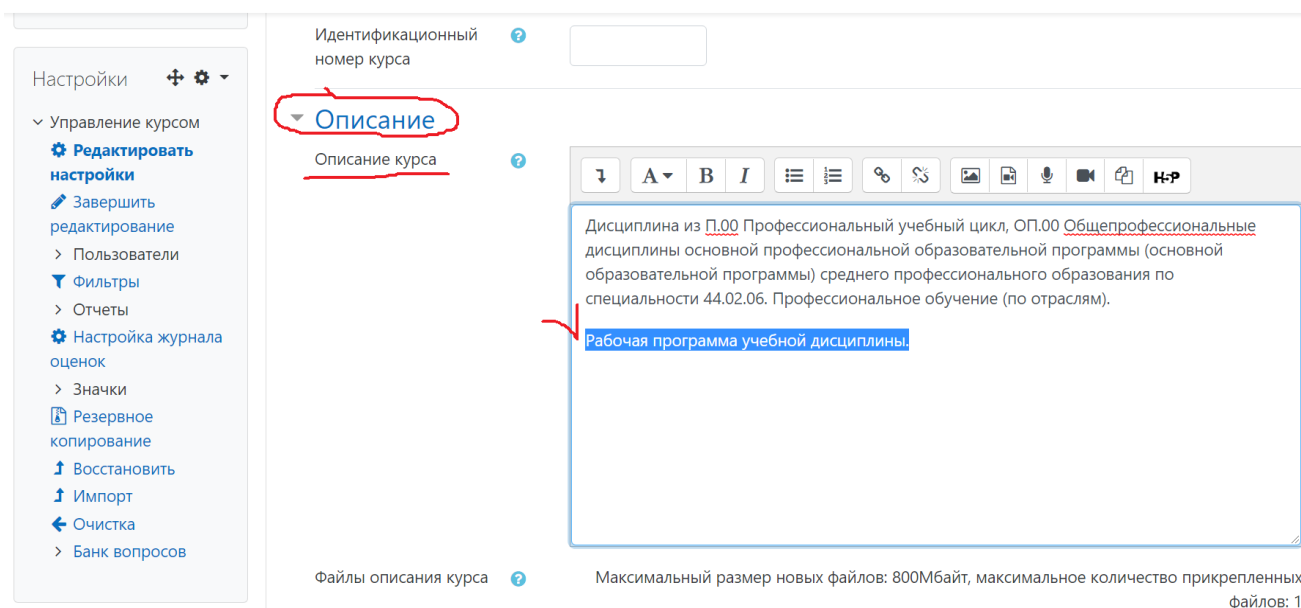 Настройки
Управление курсом
Редактировать
настройки
Завершить
редактирование
Пользователи
Фильтры
Отчеты
Настройка журнала
оценок
Значки
Резервное
копирование
Восстановить
Импорт
Очистка
Банк вопросов
Идентификационный
номер курса
Описание
Описание курса
A B I H5P
Дисциплина из П.00 Профессиональный учебный цикл, ОП.00 Общепрофессиональные
дисциплины основной профессиональной образовательной программы (основной
образовательной программы) среднего профессионального образования по
специальности 44.02.06. Профессиональное обучение (по отраслям).
Рабочая программа учебной дисциплины.
Файлы описания курса
Максимальный размер новых файлов: 800Мбайт, максимальное количество прикрепленных
файлов: 1